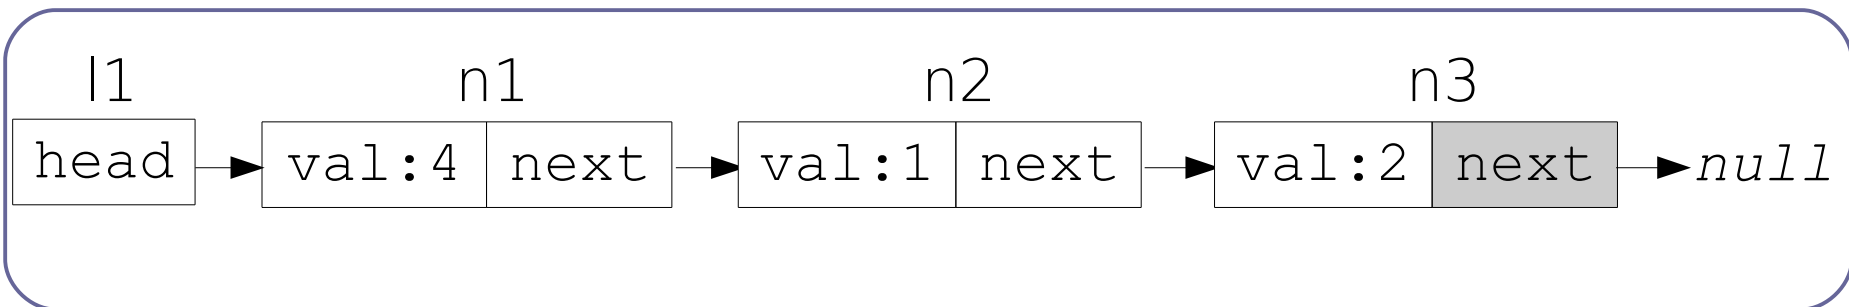 l1 n1 n2 n3
head val:4 next val:1 next val:2 next null